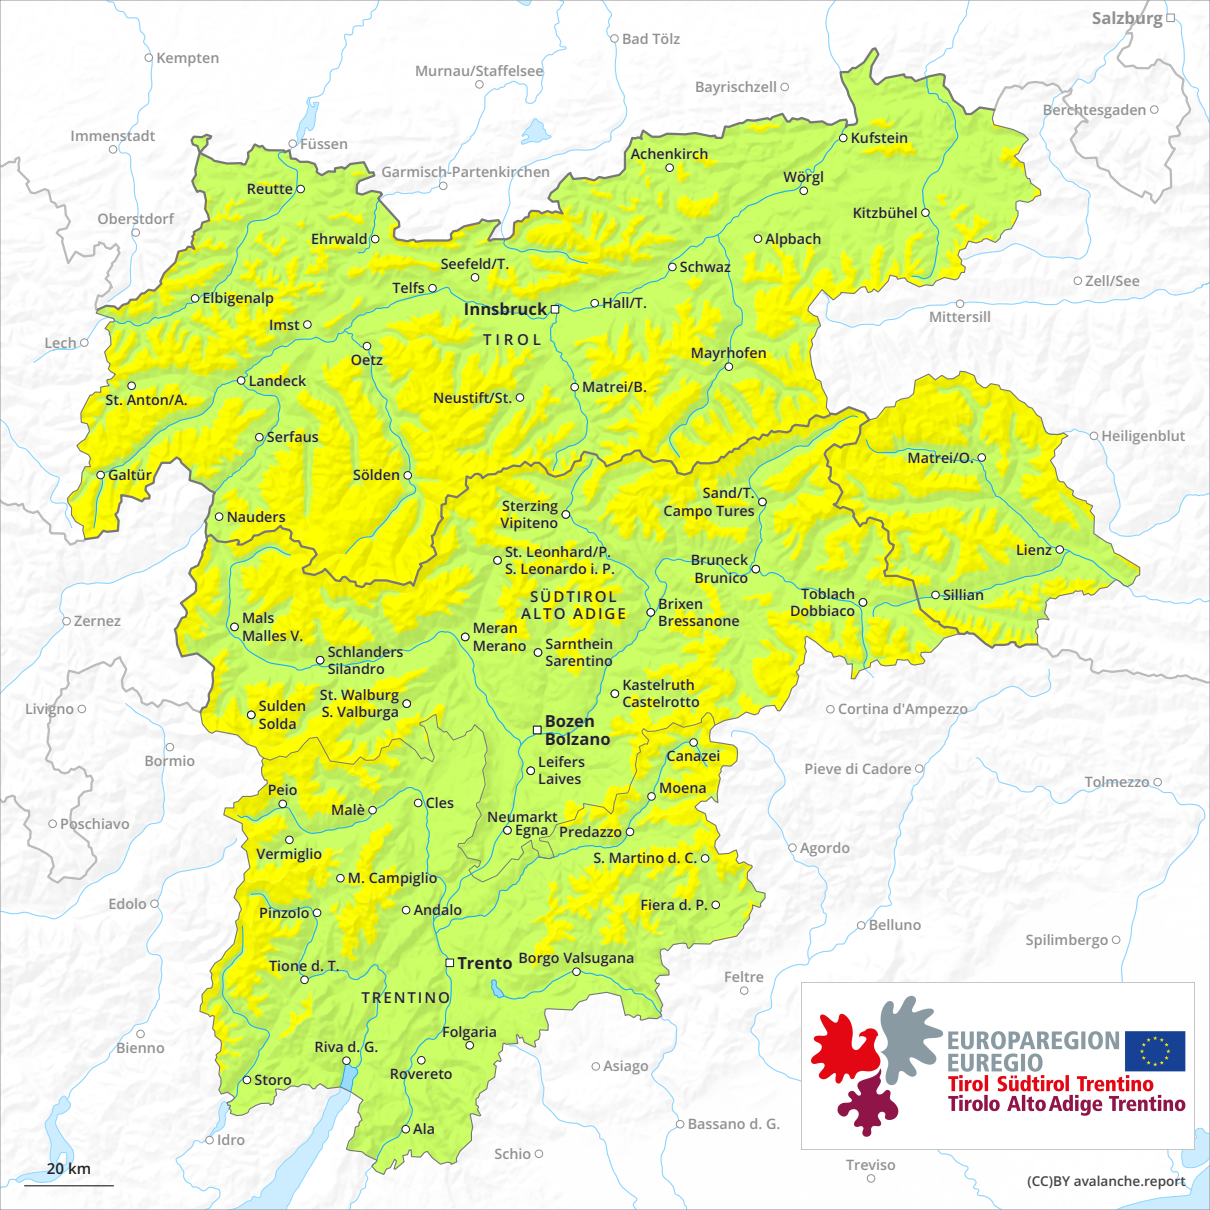 Salzburg
Bad Tölz
Kempten
Murnau/Staffelsee
Bayrischzell
Berchtesgaden
Immenstadt
Füssen
Kufstein
Achenkirch
Garmisch-Partenkirchen
Wörgl
Reutte
Kitzbühel
Oberstdorf
Ehrwald
Alpbach
Seefeld/T.
Schwaz
Zell/See
Telfs
Elbigenalp
Hall/T.
Innsbruck
Mittersill
Imst
TIROL
Lech
Oetz
Mayrhofen
Landeck
Matrei/B.
St. Anton/A.
Neustift/St.
Serfaus
Heiligenblut
Matrei/O.
Galtür
Sölden
Sand/T.
Campo Tures
Sterzing
Vipiteno
Nauders
Lienz
St. Leonhard/P.
S. Leonardo i. P.
Bruneck
Brunico
SÜDTIROL
ALTO ADIGE
Toblach
Dobbiaco
Sillian
Brixen
Bressanone
Zernez
Mals
Malles V.
Meran
Merano
Sarnthein
Sarentino
Schlanders
Silandro
Kastelruth
Castelrotto
St. Walburg
S. Valburga
Livigno
Sulden
Solda
Cortina d'Ampezzo
Bozen
Bolzano
Bormio
Canazei
Leifers
Laives
Pieve di Cadore
Tolmezzo
Peio
Moena
Malè
Cles
Neumarkt
Egna
Poschiavo
Predazzo
Vermiglio
S. Martino d. C.
Agordo
M. Campiglio
Edolo
Pinzolo
Andalo
Fiera d. P.
Belluno
Spilimbergo
Borgo Valsugana
Trento
Tione d. T.
Feltre
TRENTINO
Folgaria
Bienno
Riva d. G.
Rovereto
Asiago
Storo
EUROPAREGION
EUREGIO
Tirol Südtirol Trentino
Tirolo Alto Adige Trentino
Ala
Bassano d. G.
Idro
Schio
Treviso
20 km
(CC)BY avalanche.report